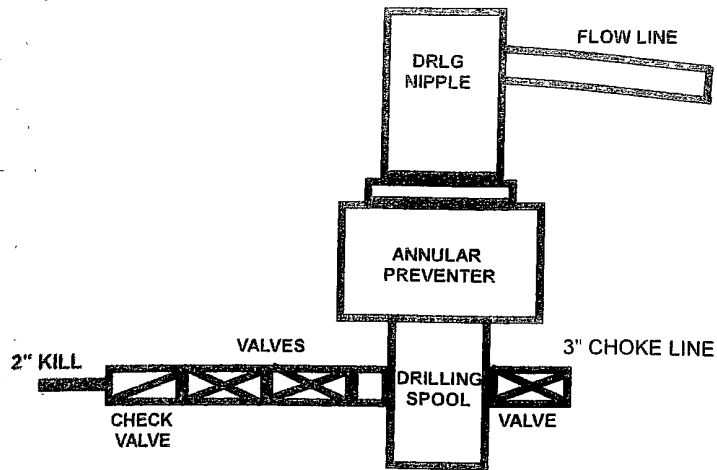 FLOW LINE
DRLG
NIPPLE
ANNULAR
PREVENTER
VALVES
2" KILL
3" CHOKE LINE
DRILLING
SPOOL
CHECK
VALVE
VALVE